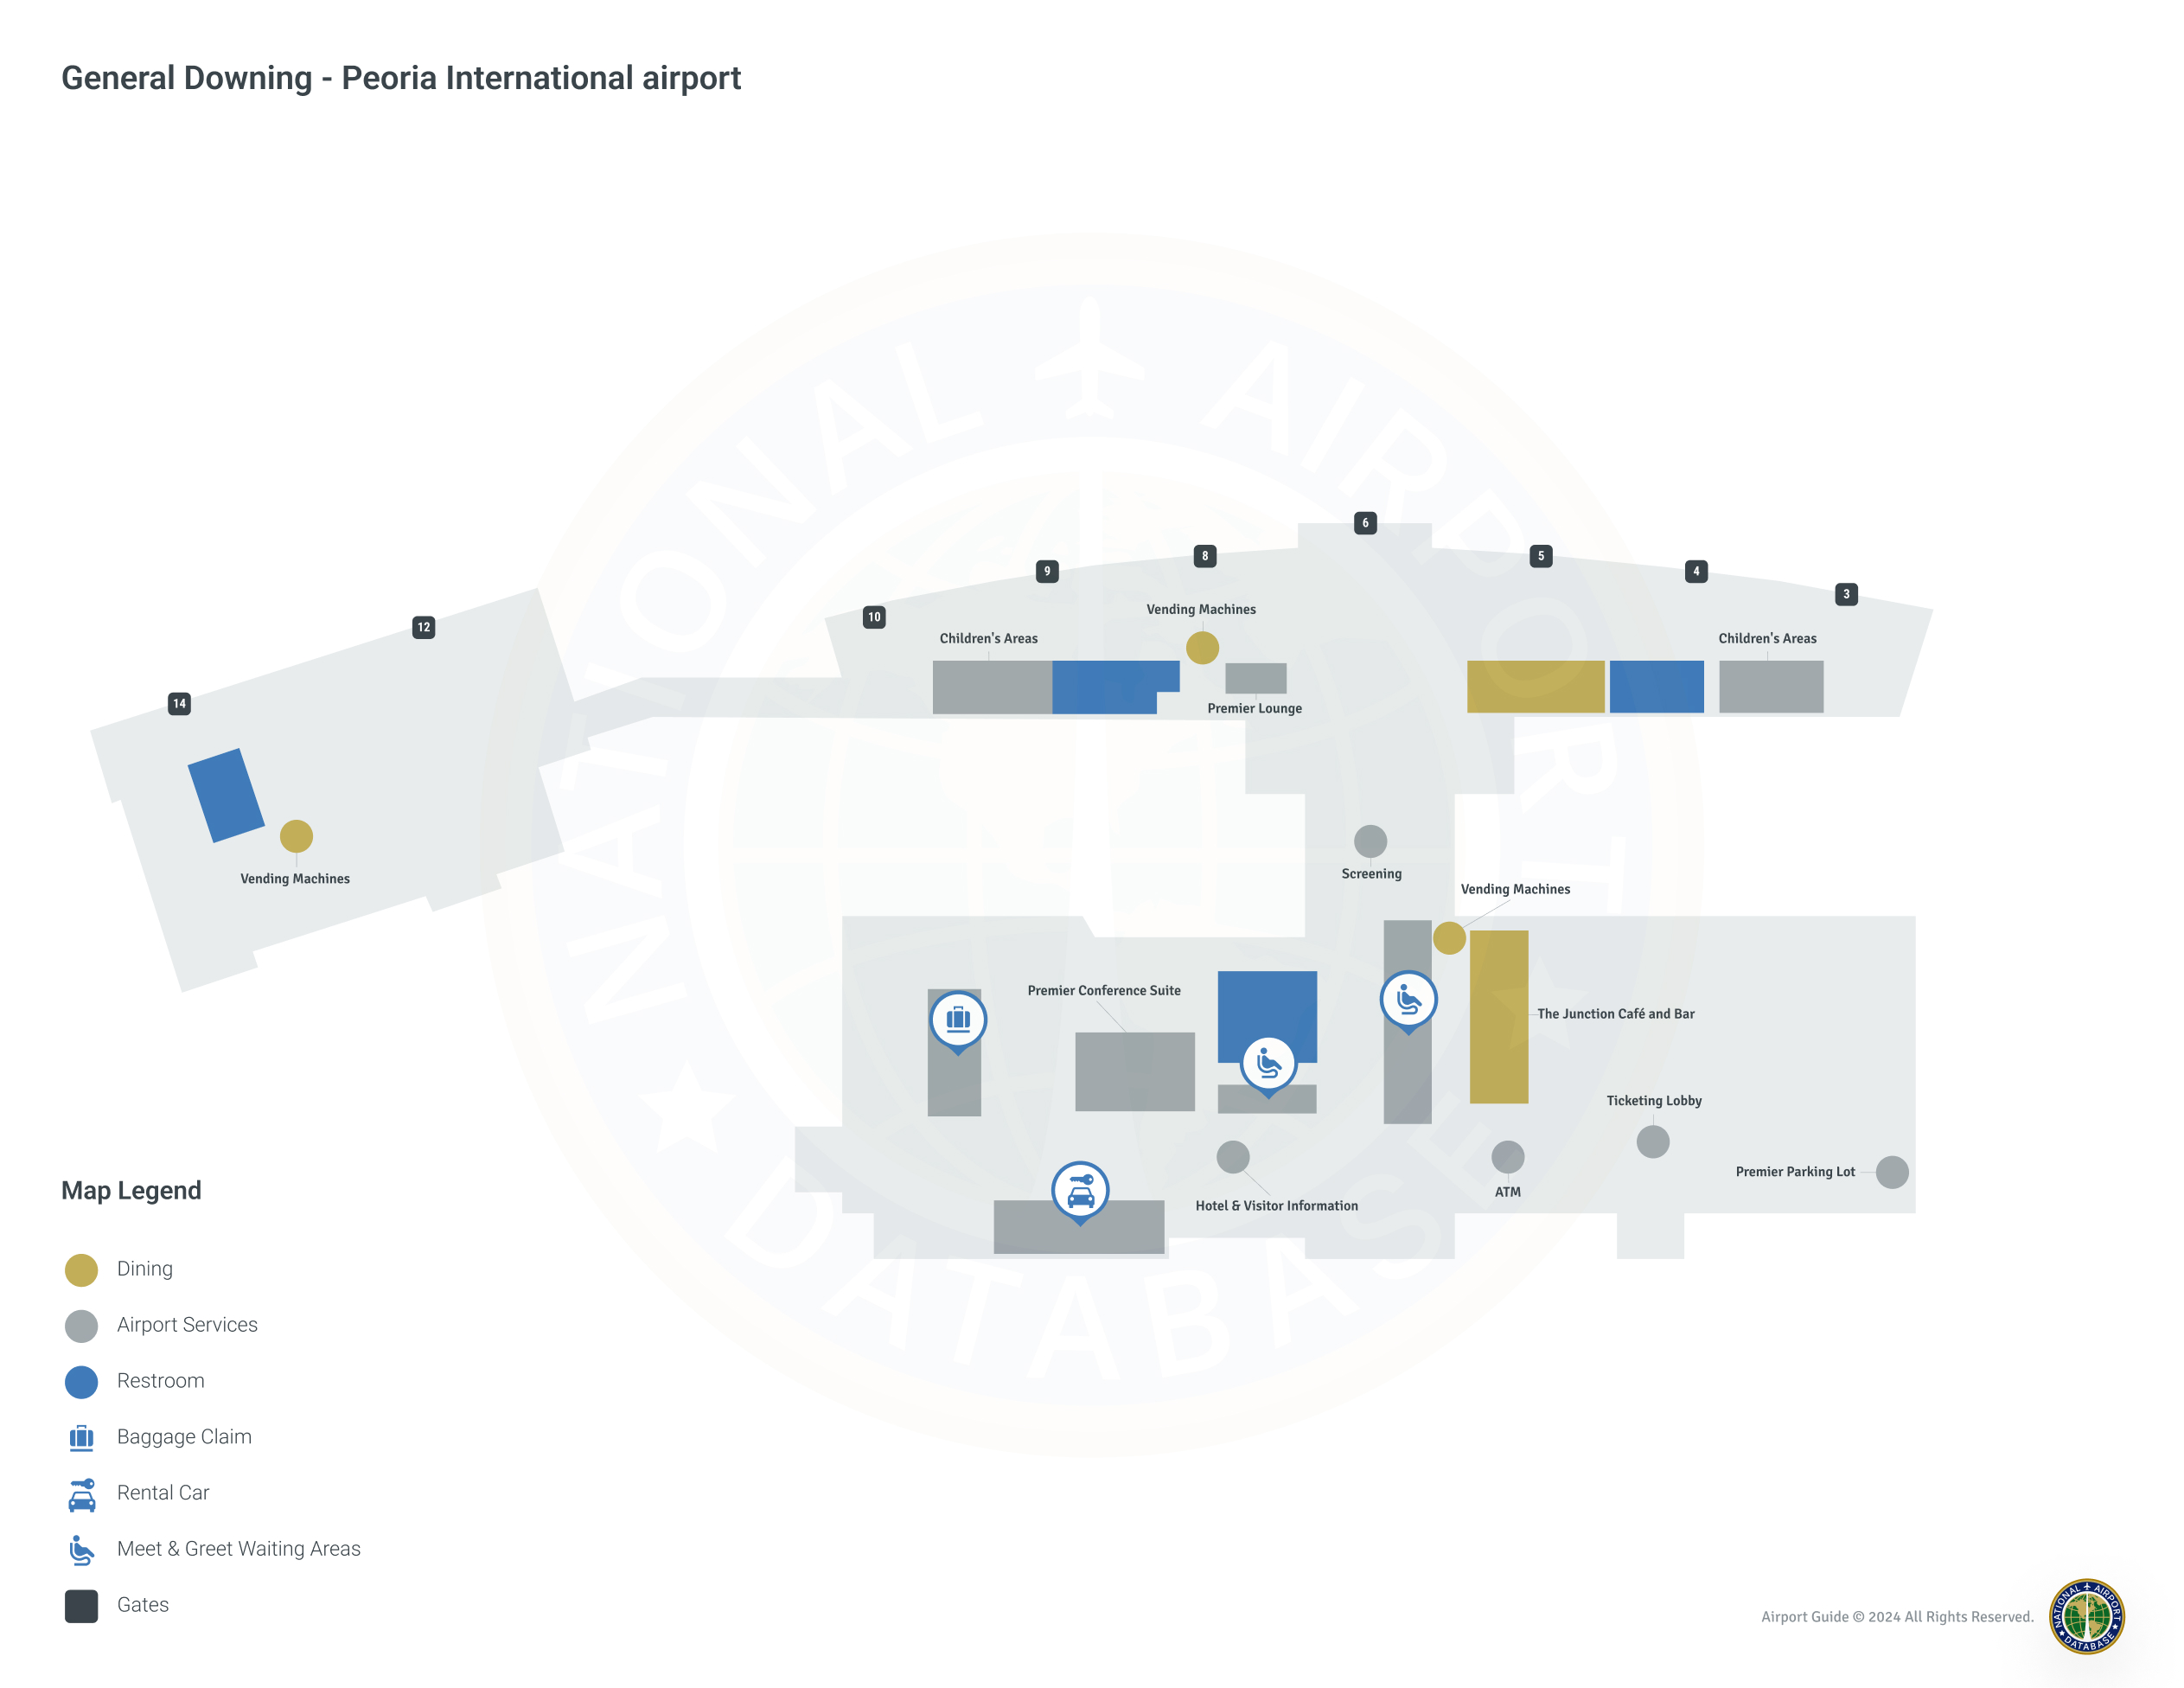 General Downing - Peoria International airport
NATIONAL AIRPORT
DATABASE
6
8
5
9
4
3
10
12
14
Vending Machines
Children's Areas
Children's Areas
Premier Lounge
Vending Machines
Screening
Vending Machines
Premier Conference Suite
The Junction Café and Bar
Ticketing Lobby
Premier Parking Lot
ATM
Hotel & Visitor Information
Map Legend
Dining
Airport Services
Restroom
Baggage Claim
Rental Car
Meet & Greet Waiting Areas
Gates
Airport Guide © 2024 All Rights Reserved.
NATIONAL AIRPORT
DATABASE